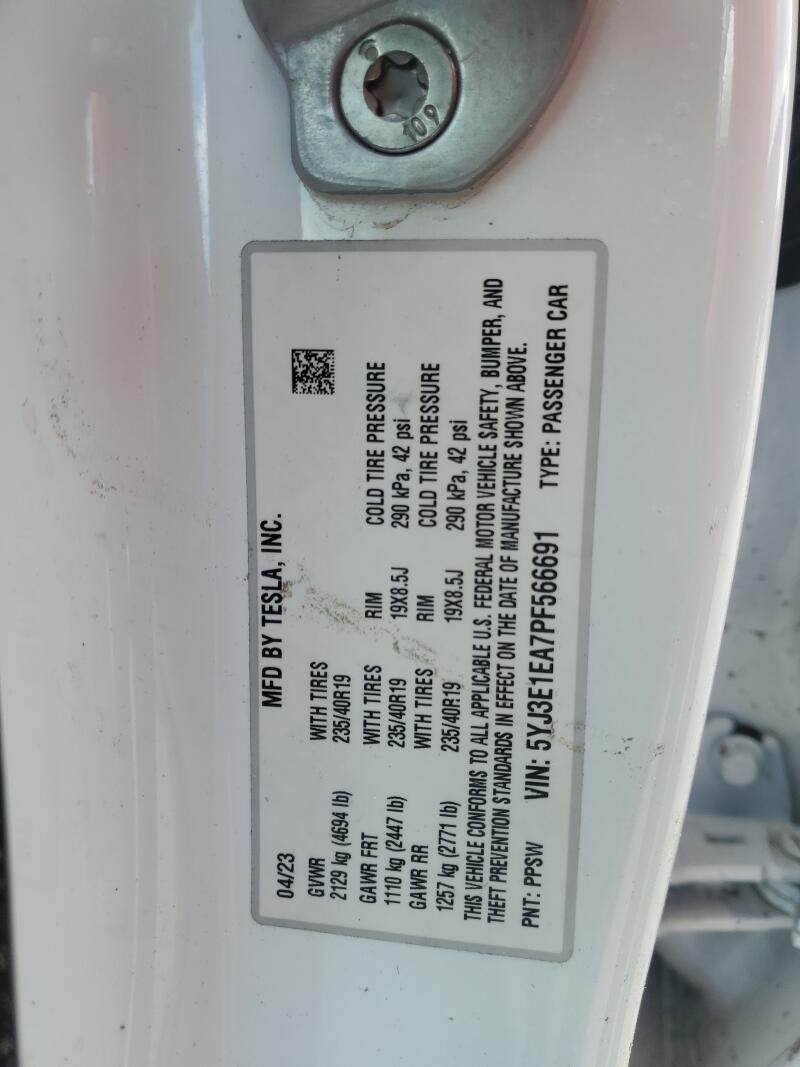 109
MFD BY TESLA, INC.
04/23
GVWR WITH TIRES
2129 kg (4694 lb) 235/40R19
GAWR FRT WITH TIRES RIM COLD TIRE PRESSURE
1110 kg (2447 lb) 235/40R19 19X8.5J 290 kPa, 42 psi
GAWR RR WITH TIRES RIM COLD TIRE PRESSURE
1257 kg (2771 lb) 235/40R19 19X8.5J 290 kPa, 42 psi
THIS VEHICLE CONFORMS TO ALL APPLICABLE U.S. FEDERAL MOTOR VEHICLE SAFETY, BUMPER, AND
THEFT PREVENTION STANDARDS IN EFFECT ON THE DATE OF MANUFACTURE SHOWN ABOVE.
PNT: PPSW VIN: 5YJ3E1EA7PF566691 TYPE: PASSENGER CAR